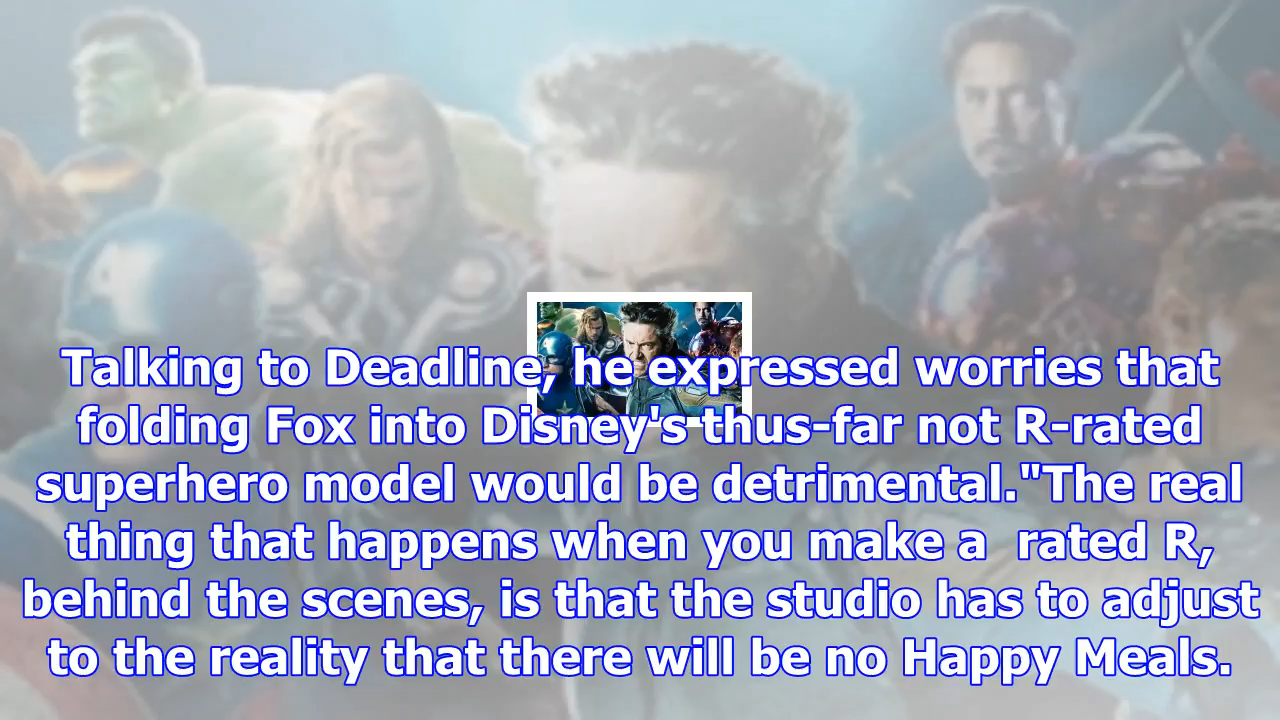 Talking to Deadline, he expressed worries that
folding Fox into Disney's thus-far not R-rated
superhero model would be detrimental."The real
thing that happens when you make a  rated R,
behind the scenes, is that the studio has to adjust
to the reality that there will be no Happy Meals.